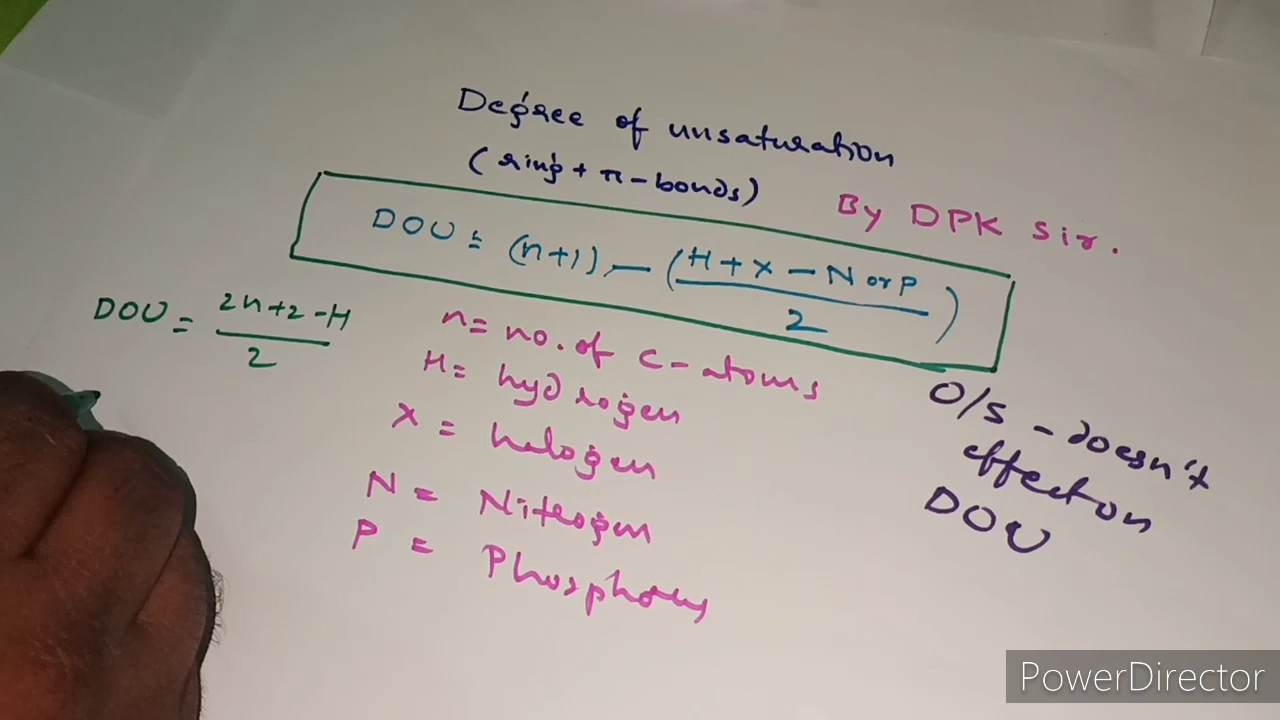 Degree of unsaturation
(ring + π - bonds)
By DPK Sir.
DOU = (n+1) - (H + X - N or P / 2)
DOU = 2n+2-H / 2
n = no. of C-atoms
H = hydrogen
X = halogen
N = Nitrogen
P = Phosphorus
O/S - doesn't
effect on
DOU
PowerDirector